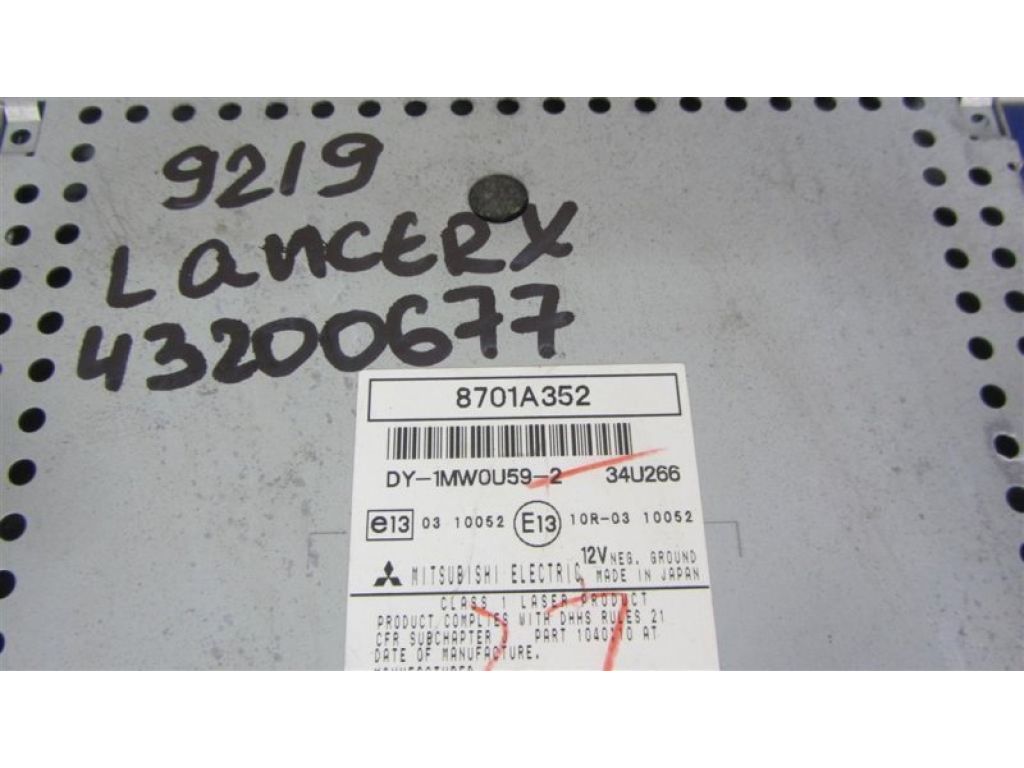 9219
LANCER X
43200677
8701A352
DY-1MW0U59-2 34U266
e13 03 10052 E13 10R-03 10052
12V NEG. GROUND
MITSUBISHI ELECTRIC MADE IN JAPAN
CLASS 1 LASER PRODUCT
PRODUCT COMPLIES WITH DHHS RULES 21
CFR SUBCHAPTER J PART 1040.10 AT
DATE OF MANUFACTURE.